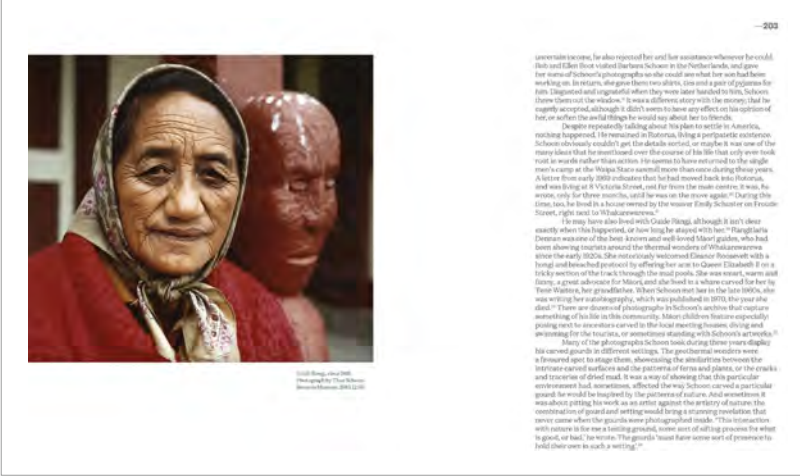 —203
uncertain income, he also rejected her and her assistance whenever he could.
Bob and Ellen Boot visited Barbara Schoon in the Netherlands, and gave
her some of Schoon's photographs so she could see what her son had been
working on. In return, she gave them two shirts, ties and a pair of pyjamas for
him. Disgusted and ungrateful when they were later handed to him, Schoon
threw them out the window. It was a different story with the money; that he
eagerly accepted, although it didn't seem to have any effect on his opinion of
her, or soften the awful things he would say about her to friends.
Despite repeatedly talking about his plan to settle in America,
nothing happened. He remained in Rotorua, living a peripatetic existence.
Schoon obviously couldn't get the details sorted, or maybe it was one of the
many ideas that he mentioned over the course of his life that only ever took
root in words rather than action. He seems to have returned to the single
men's camp at the Waipa State sawmill more than once during these years.
A letter from early 1969 indicates that he had moved back into Rotorua,
and was living at 8 Victoria Street, not far from the main centre. It was, he
wrote, only for three months, until he was on the move again. During this
time, too, he lived in a house owned by the weaver Emily Schuster on Froude
Street, right next to Whakarewarewa.
He may have also lived with Guide Rangi, although it isn't clear
exactly when this happened, or how long he stayed with her. Rangitiaria
Dennan was one of the best-known and well-loved Māori guides, who had
been showing tourists around the thermal wonders of Whakarewarewa
since the early 1920s. She notoriously welcomed Eleanor Roosevelt with a
hongi and breached protocol by offering her arm to Queen Elizabeth II on a
tricky section of the track through the mud pools. She was smart, warm and
funny, a great advocate for Māori, and she lived in a whare carved for her by
Tene Waitere, her grandfather. When Schoon met her in the late 1960s, she
was writing her autobiography, which was published in 1970, the year she
died. There are dozens of photographs in Schoon's archive that capture
something of his life in this community. Māori children feature especially:
posing next to ancestors carved in the local meeting houses, diving and
swimming for the tourists, or sometimes standing with Schoon's artworks.
Many of the photographs Schoon took during these years display
his carved gourds in different settings. The geothermal wonders were
a favoured spot to stage them, showcasing the similarities between the
intricate carved surfaces and the patterns of ferns and plants, or the cracks
and traceries of dried mud. It was a way of showing that this particular
environment had, sometimes, affected the way Schoon carved a particular
gourd: he would be inspired by the patterns of nature. And sometimes it
was about pitting his work as an artist against the artistry of nature: the
combination of gourd and setting would bring a stunning revelation that
never came when the gourds were photographed inside. 'This interaction
with nature is for me a testing ground, some sort of sifting process for what
is good, or bad,' he wrote. The gourds 'must have some sort of presence to
hold their own in such a setting'.
Guide Rangi, circa
Photograph by Theo Schoon